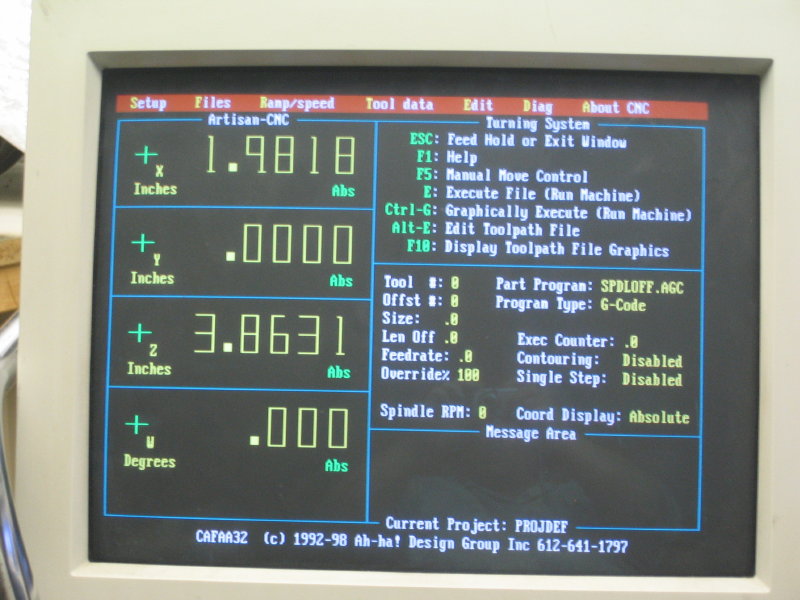 Setup Files Ramp/speed Tool data Edit Diag About CNC
Artisan-CNC
+ X 1.9818
Inches Abs
+ Y .0000
Inches Abs
+ Z 3.8631
Inches Abs
+ W .000
Degrees Abs
Turning System
ESC: Feed Hold or Exit Window
F1: Help
F5: Manual Move Control
E: Execute File (Run Machine)
Ctrl-G: Graphically Execute (Run Machine)
Alt-E: Edit Toolpath File
F10: Display Toolpath File Graphics
Tool #: 0 Part Program: SPDLOFF.AGC
Offst #: 0 Program Type: G-Code
Size: .0
Len Off .0 Exec Counter: .0
Feedrate: .0 Contouring: Disabled
Override% 100 Single Step: Disabled
Spindle RPM: 0 Coord Display: Absolute
Message Area
Current Project: PROJDEF
CAFAA32 (c) 1992-98 Ah-ha! Design Group Inc 612-641-1797